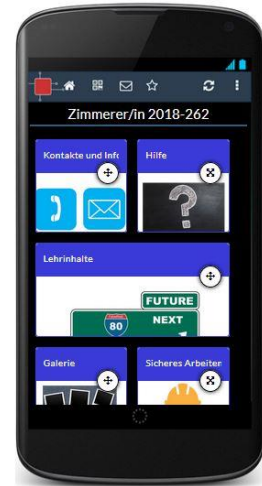 Zimmerer/in 2018-262
Kontakte und Info
Hilfe
Lehrinhalte
FUTURE
80
NEXT
Galerie
Sicheres Arbeiten